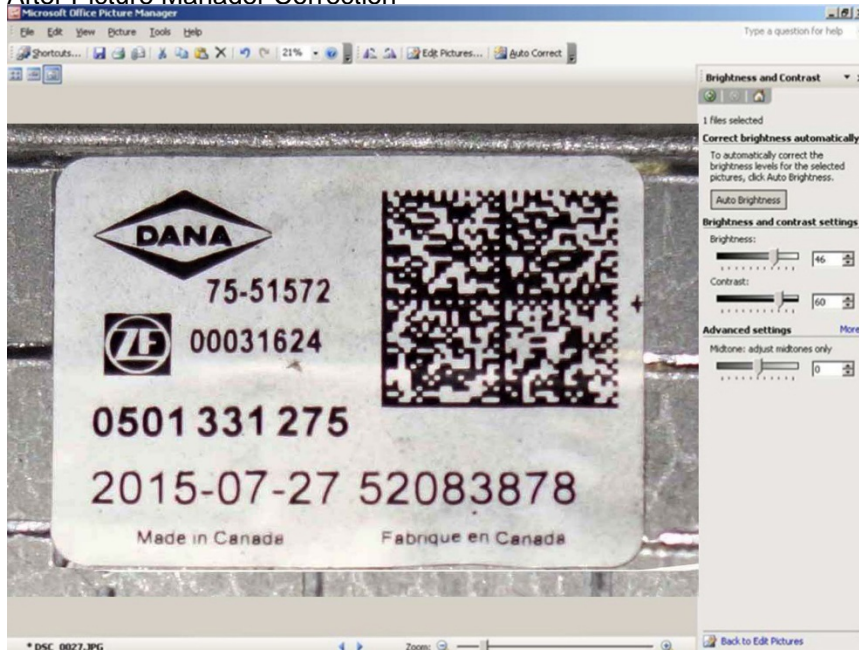 After Picture Manager Correction
Microsoft Office Picture Manager
File Edit View Picture Tools Help
Type a question for help
Shortcuts... 21% Edit Pictures... Auto Correct
Brightness and Contrast
1 files selected
Correct brightness automatically
To automatically correct the
brightness levels for the selected
pictures, click Auto Brightness.
Auto Brightness
Brightness and contrast settings
Brightness:
46
Contrast:
60
Advanced settings More
Midtone: adjust midtones only
0
DANA
75-51572
ZF 00031624
0501 331 275
2015-07-27 52083878
Made in Canada Fabrique en Canada
* DSC_0027.JPG Zoom:
Back to Edit Pictures